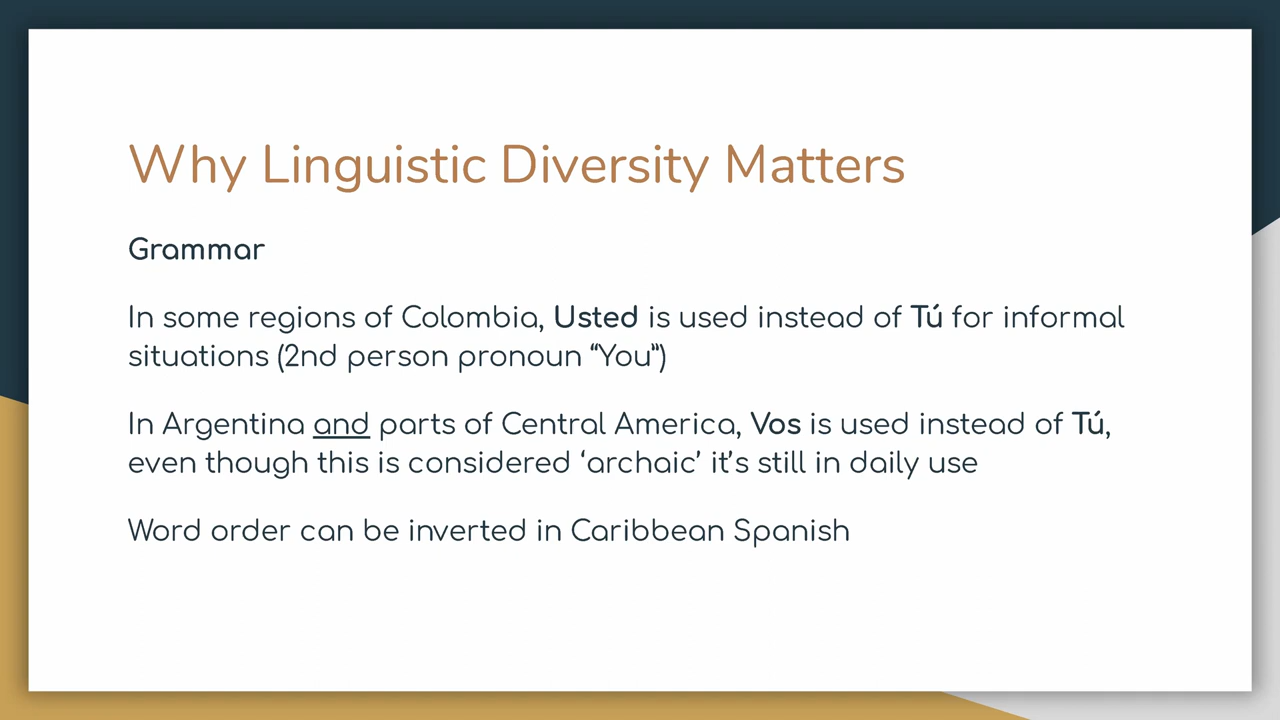 Why Linguistic Diversity Matters
Grammar
In some regions of Colombia, Usted is used instead of Tú for informal
situations (2nd person pronoun “You”)
In Argentina and parts of Central America, Vos is used instead of Tú,
even though this is considered ‘archaic’ it’s still in daily use
Word order can be inverted in Caribbean Spanish